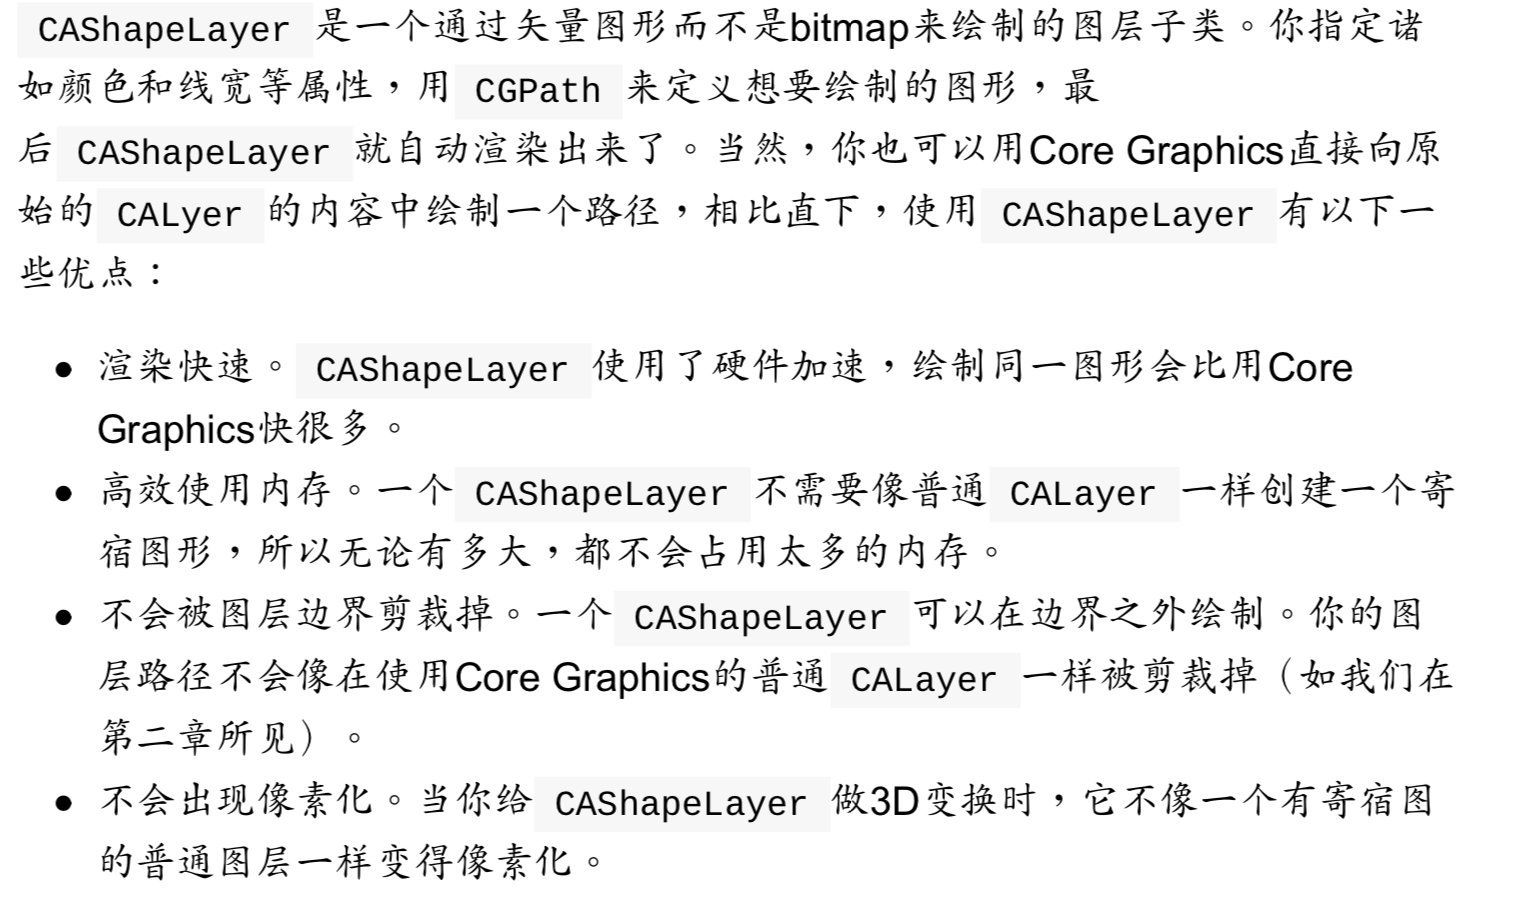 CAShapeLayer 是一个通过矢量图形而不是bitmap来绘制的图层子类。你指定诸
如颜色和线宽等属性，用 CGPath 来定义想要绘制的图形，最
后 CAShapeLayer 就自动渲染出来了。当然，你也可以用Core Graphics直接向原
始的 CALyer 的内容中绘制一个路径，相比直下，使用 CAShapeLayer 有以下一
些优点：
● 渲染快速。 CAShapeLayer 使用了硬件加速，绘制同一图形会比用Core
Graphics快很多。
● 高效使用内存。一个 CAShapeLayer 不需要像普通 CALayer 一样创建一个寄
宿图形，所以无论有多大，都不会占用太多的内存。
● 不会被图层边界剪裁掉。一个 CAShapeLayer 可以在边界之外绘制。你的图
层路径不会像在使用Core Graphics的普通 CALayer 一样被剪裁掉（如我们在
第二章所见）。
● 不会出现像素化。当你给 CAShapeLayer 做3D变换时，它不像一个有寄宿图
的普通图层一样变得像素化。